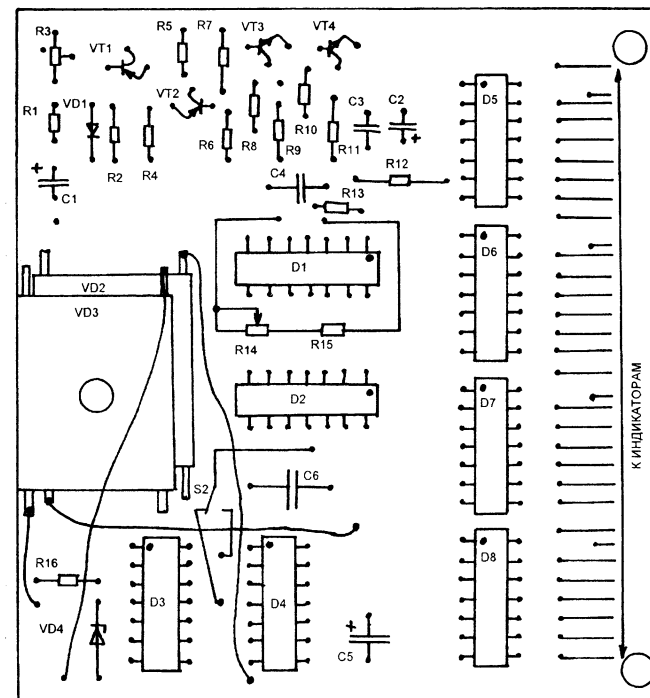 R3
VT1
R5
R7
VT3
VT4
R1
VD1
VT2
R2
R4
R6
R8
R9
R10
R11
C3
C2
D5
C1
C4
R12
R13
D1
D6
VD2
VD3
R14
R15
D2
D7
К ИНДИКАТОРАМ
S2
C6
R16
D3
D4
D8
VD4
C5